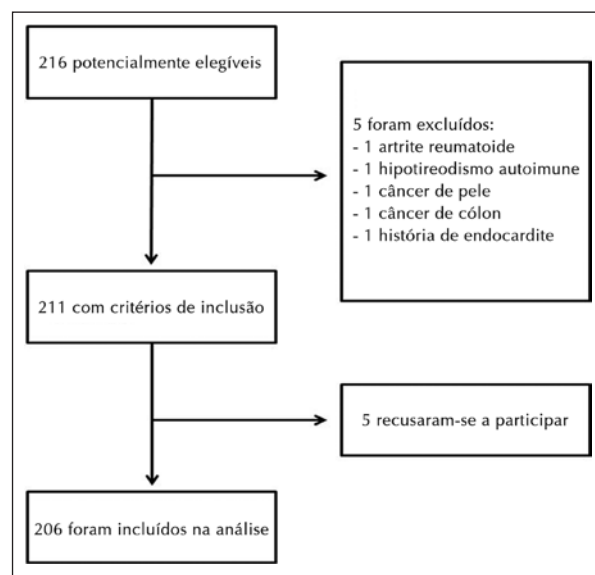 216 potencialmente elegíveis
5 foram excluídos:
- 1 artrite reumatoide
- 1 hipotireodismo autoimune
- 1 câncer de pele
- 1 câncer de cólon
- 1 história de endocardite
211 com critérios de inclusão
5 recusaram-se a participar
206 foram incluídos na análise